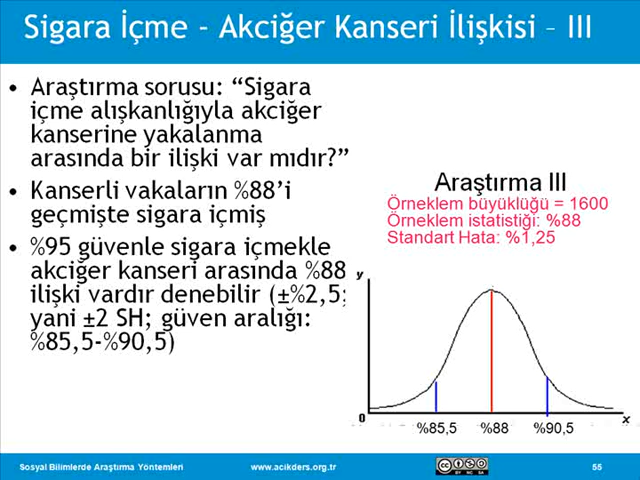 Sigara İçme - Akciğer Kanseri İlişkisi – III
• Araştırma sorusu: “Sigara
içme alışkanlığıyla akciğer
kanserine yakalanma
arasında bir ilişki var mıdır?”
• Kanserli vakaların %88’i
geçmişte sigara içmiş
• %95 güvenle sigara içmekle
akciğer kanseri arasında %88
ilişki vardır denebilir (±%2,5;
yani ±2 SH; güven aralığı:
%85,5-%90,5)
Araştırma III
Örneklem büyüklüğü = 1600
Örneklem istatistiği: %88
Standart Hata: %1,25
y
0
x
%85,5 %88 %90,5
Sosyal Bilimlerde Araştırma Yöntemleri www.acikders.org.tr 55